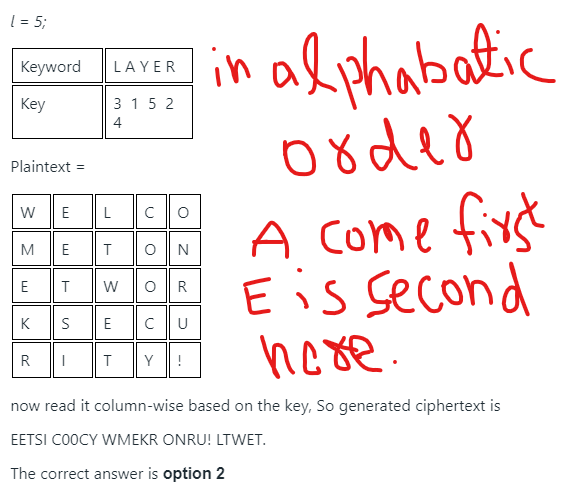 l = 5;
Keyword LAYER
Key 3 1 5 2
4
Plaintext =
W E L C O
M E T O N
E T W O R
K S E C U
R I T Y !
now read it column-wise based on the key, So generated ciphertext is
EETSI C00CY WMEKR ONRU! LTWET.
The correct answer is option 2
in alphabatic
order
A come first
E is second
here.